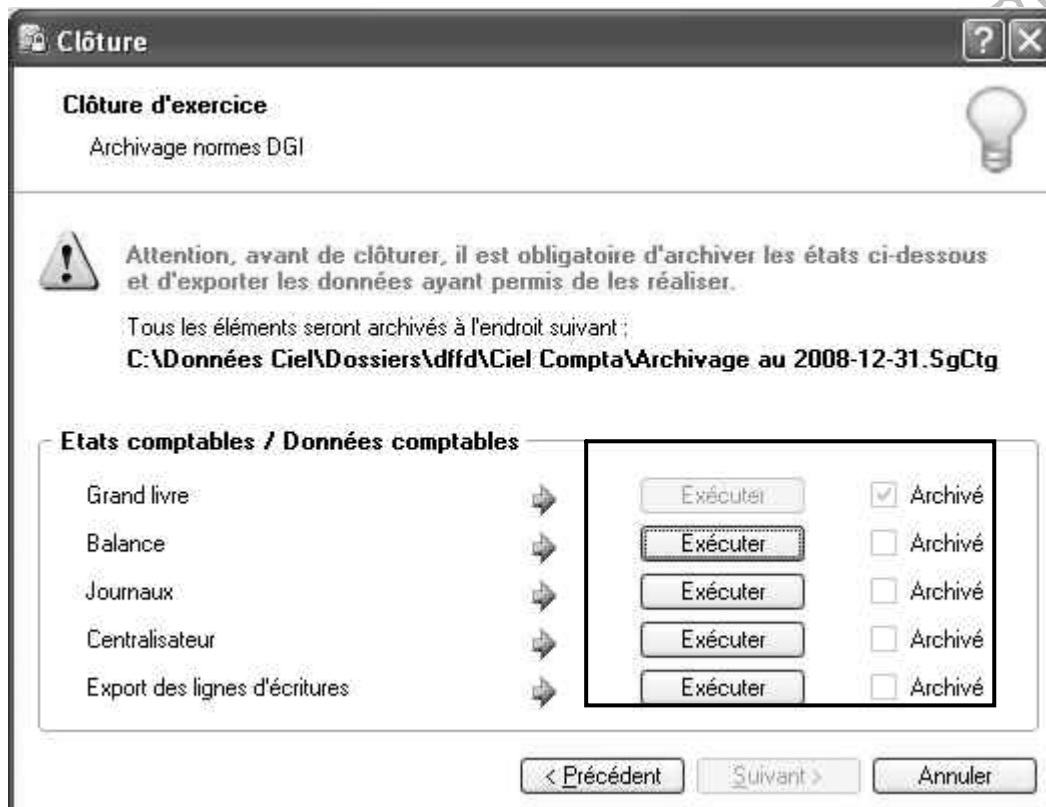 Clôture
Clôture d'exercice
Archivage normes DGI
Attention, avant de clôturer, il est obligatoire d'archiver les états ci-dessous
et d'exporter les données ayant permis de les réaliser.
Tous les éléments seront archivés à l'endroit suivant :
C:\Données Ciel\Dossiers\dffd\Ciel Compta\Archivage au 2008-12-31.SgCtg
Etats comptables / Données comptables
Grand livre Exécuter Archivé
Balance Exécuter Archivé
Journaux Exécuter Archivé
Centralisateur Exécuter Archivé
Export des lignes d'écritures Exécuter Archivé
< Précédent Suivant > Annuler